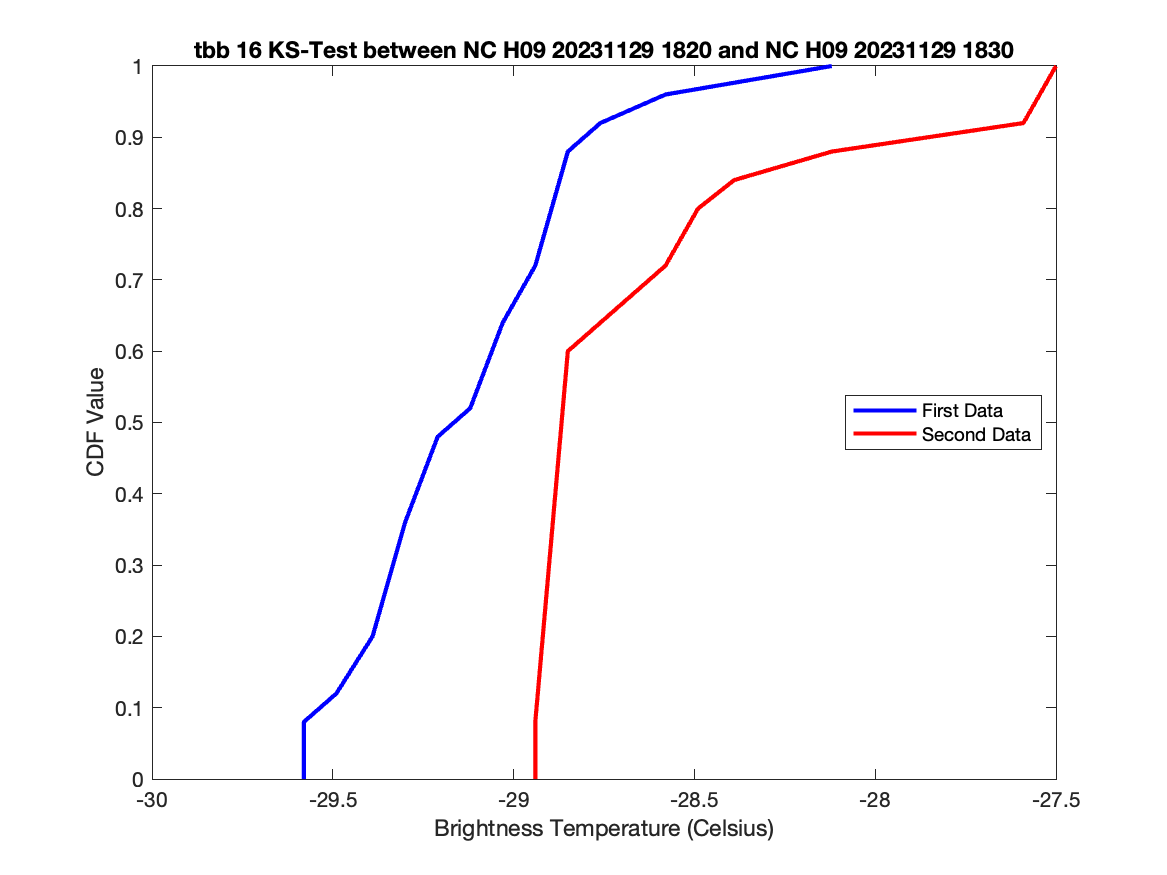 tbb 16 KS-Test between NC H09 20231129 1820 and NC H09 20231129 1830
1
0.9
0.8
0.7
0.6
0.5
0.4
0.3
0.2
0.1
0
CDF Value
First Data
Second Data
-30 -29.5 -29 -28.5 -28 -27.5
Brightness Temperature (Celsius)